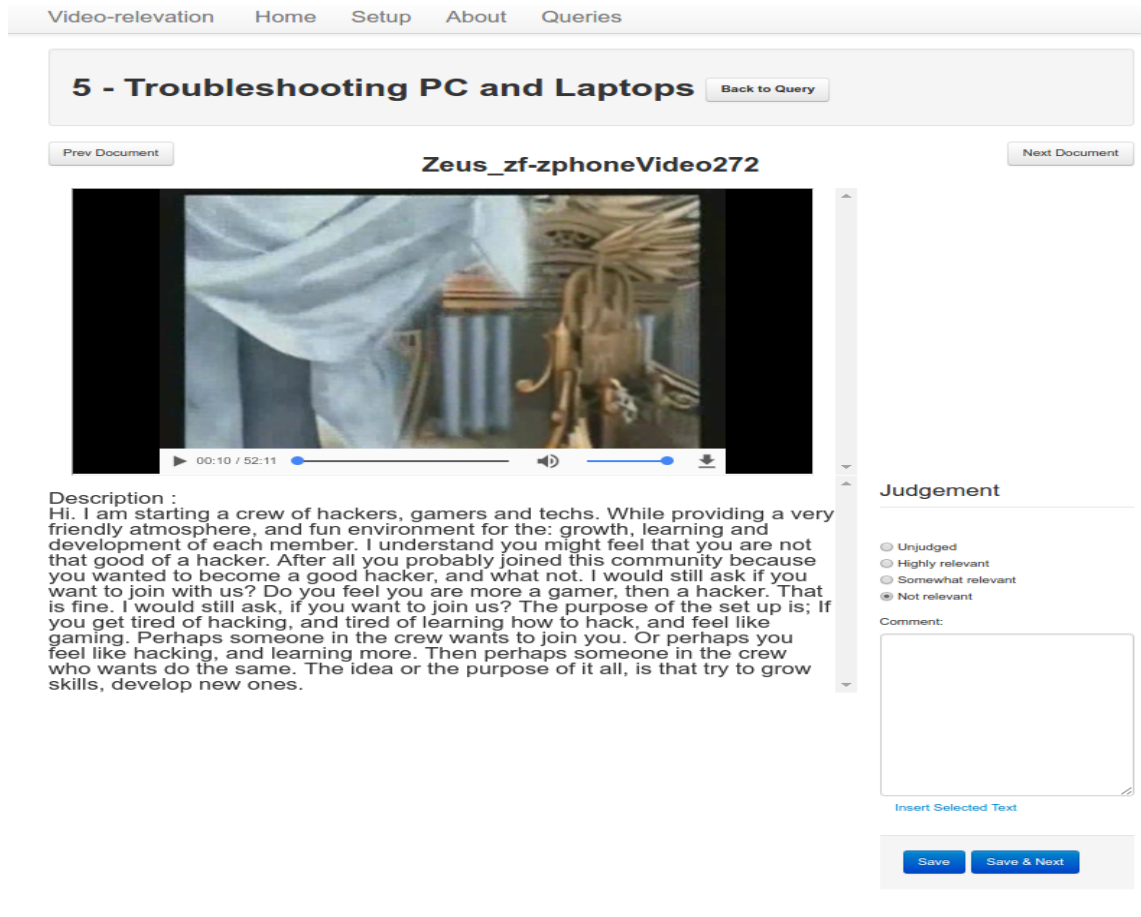 Video-relevation Home Setup About Queries
5 - Troubleshooting PC and Laptops Back to Query
Prev Document
Zeus_zf-zphoneVideo272
Next Document
00:10 / 52:11
Description :
Hi. I am starting a crew of hackers, gamers and techs. While providing a very
friendly atmosphere, and fun environment for the: growth, learning and
development of each member. I understand you might feel that you are not
that good of a hacker. After all you probably joined this community because
you wanted to become a good hacker, and what not. I would still ask if you
want to join with us? Do you feel you are more a gamer, then a hacker. That
is fine. I would still ask, if you want to join us? The purpose of the set up is; If
you get tired of hacking, and tired of learning how to hack, and feel like
gaming. Perhaps someone in the crew wants to join you. Or perhaps you
feel like hacking, and learning more. Then perhaps someone in the crew
who wants do the same. The idea or the purpose of it all, is that try to grow
skills, develop new ones.
Judgement
Unjudged
Highly relevant
Somewhat relevant
Not relevant
Comment:
Insert Selected Text
Save Save & Next